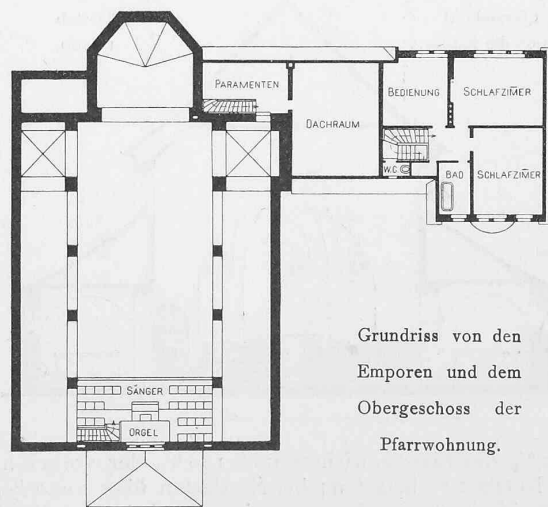 PARAMENTEN
DACHRAUM
BEDIENUNG
SCHLAFZIMER
W.C.
BAD
SCHLAFZIMER
SÄNGER
ORGEL
Grundriss von den
Emporen und dem
Obergeschoss der
Pfarrwohnung.